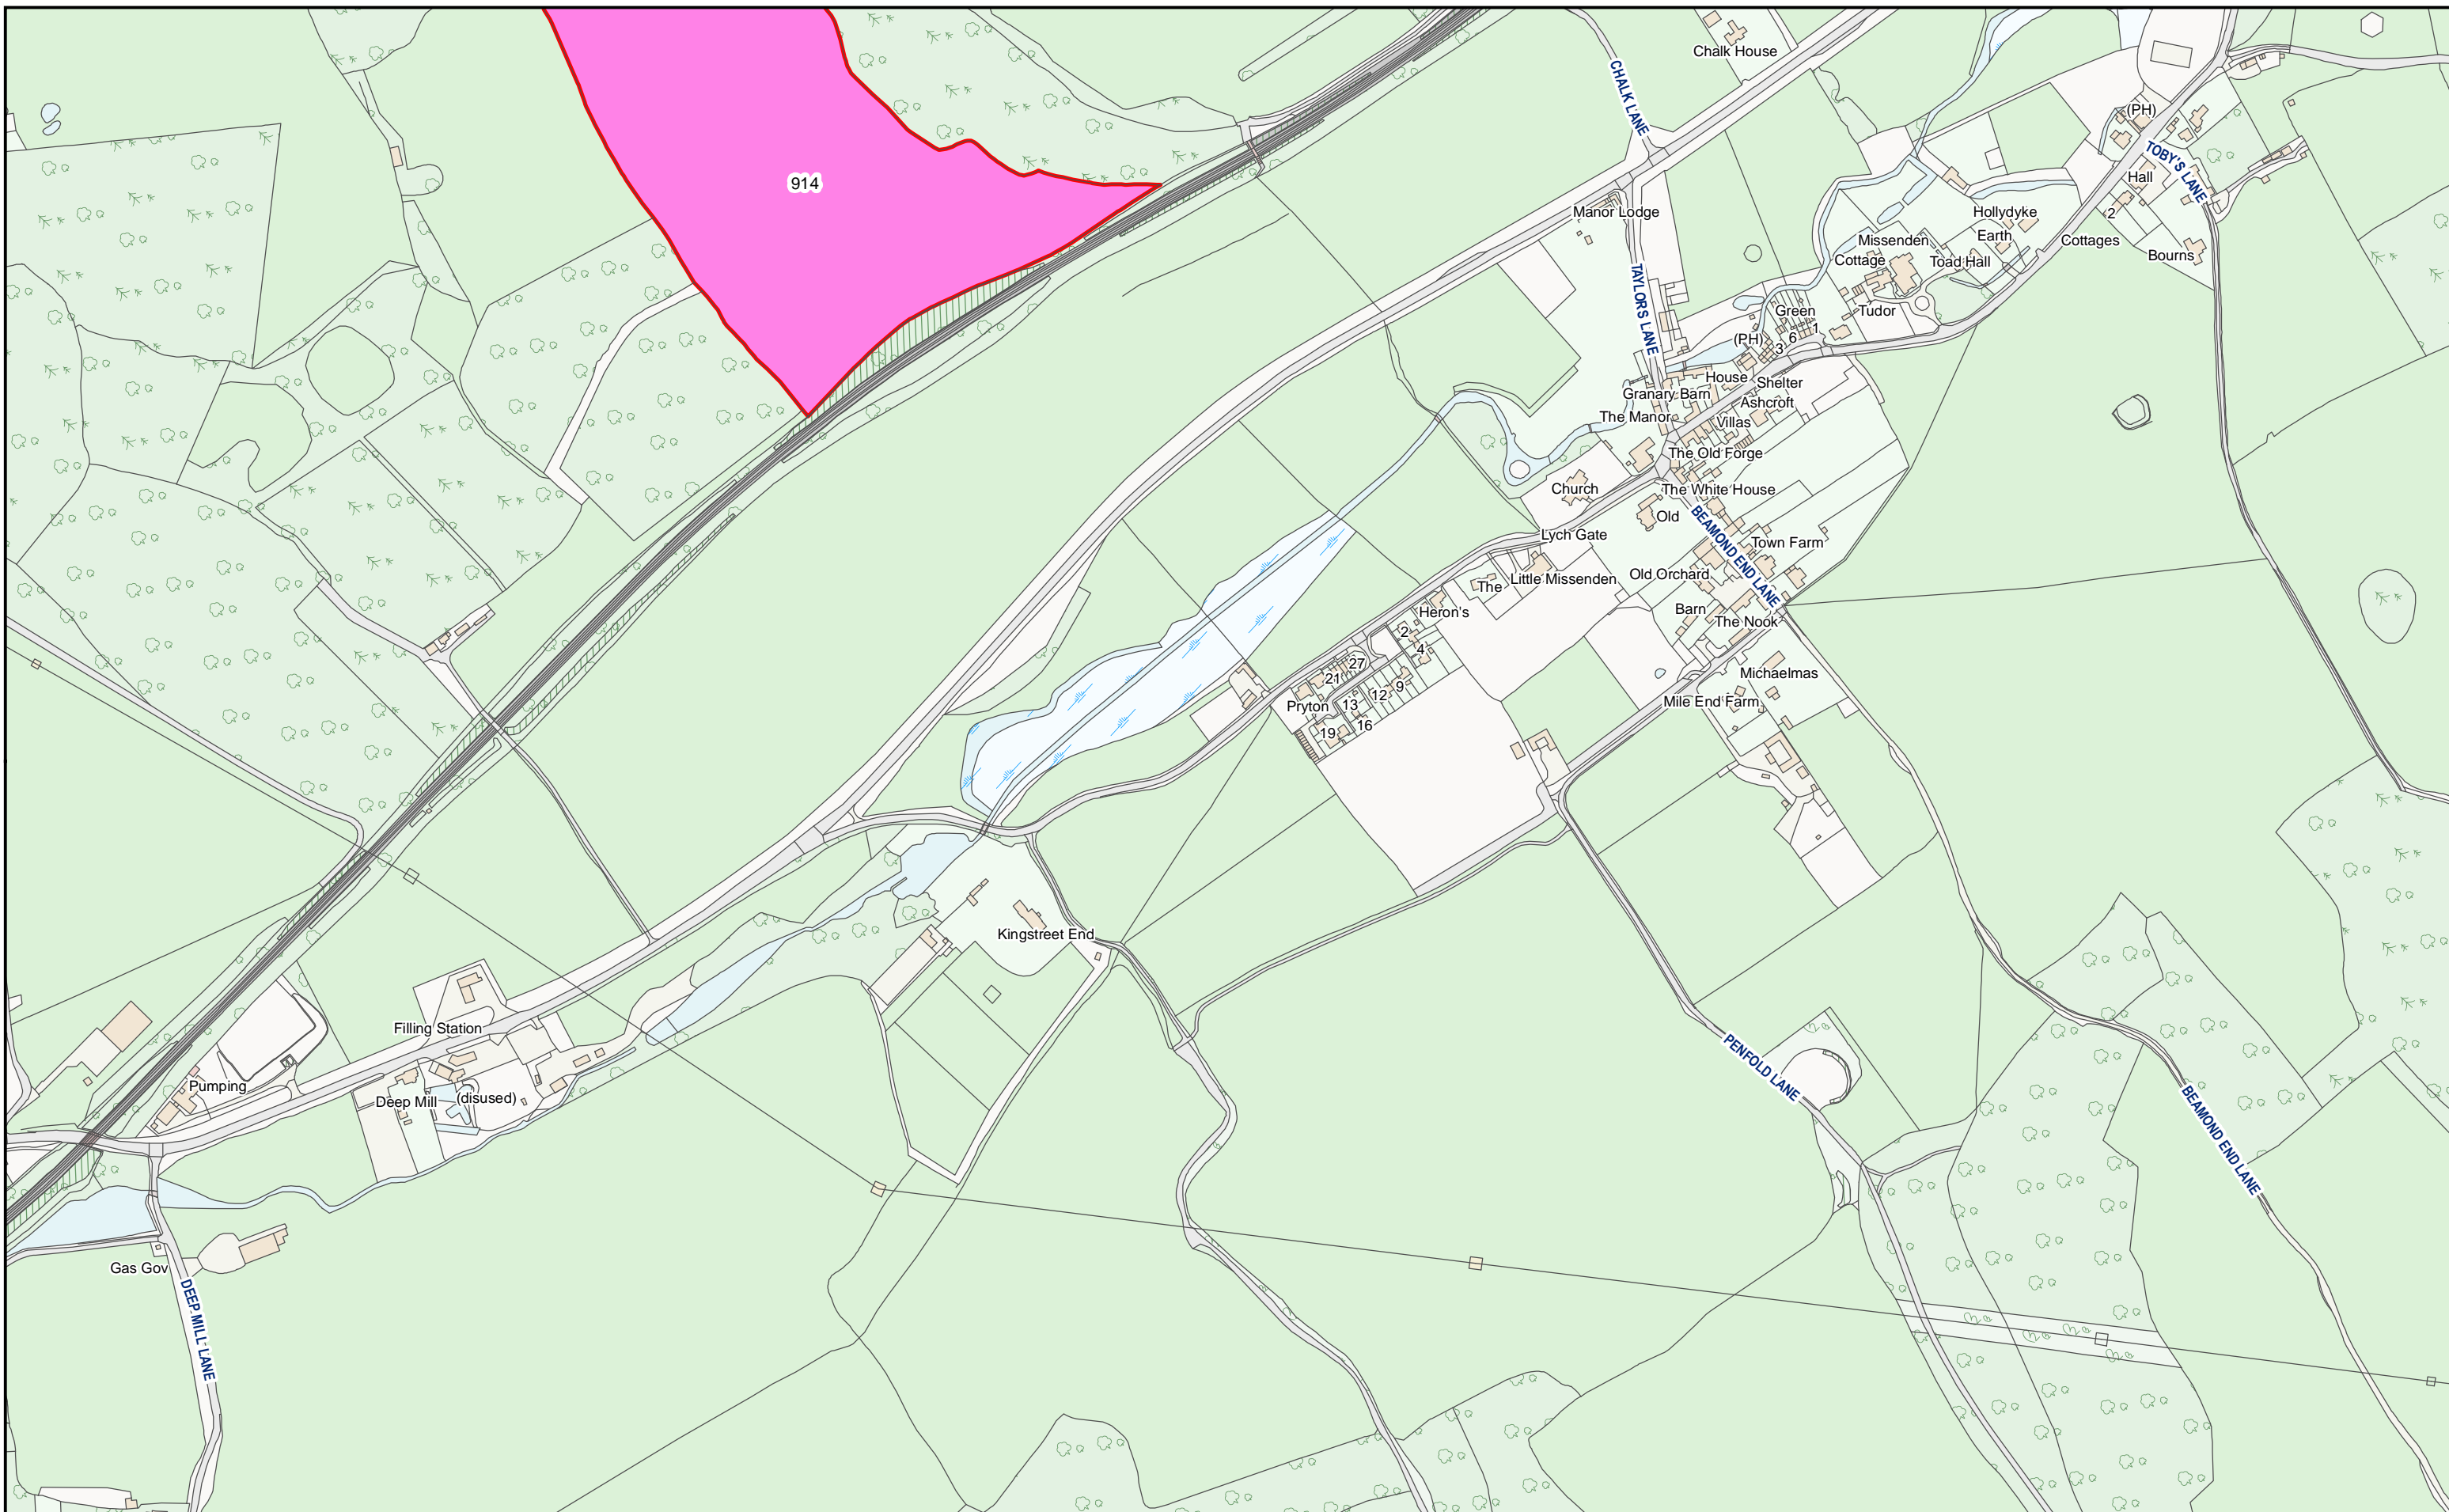 Chalk House
CHALK LANE
(PH)
TOBY'S LANE
914
Hall
Manor Lodge
2
Hollydyke
Earth
Missenden
Cottages
Cottage
Toad Hall
Bourns
TAYLORS LANE
Green
Tudor
1
6
(PH)
3
House
Shelter
Granary Barn
Ashcroft
The Manor
Villas
The Old Forge
Church
The White House
Old
BEAMOND END LANE
Lych Gate
Town Farm
Old Orchard
Little Missenden
The
Barn
Heron's
The Nook
2
4
27
21
Michaelmas
9
12
Mile End Farm
Pryton
13
16
19
Kingstreet End
Filling Station
PENFOLD LANE
Pumping
Deep Mill
(disused)
BEAMOND END LANE
Gas Gov
DEEP MILL LANE